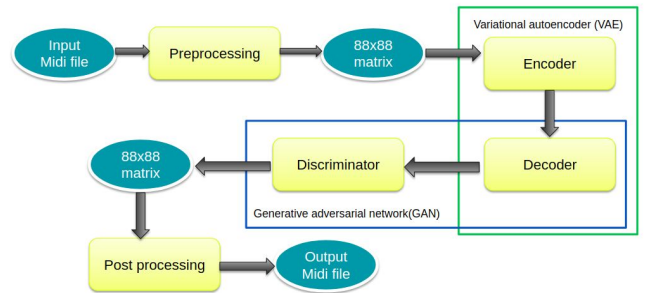 Variational autoencoder (VAE)
Input
Midi file
Preprocessing
88x88
matrix
Encoder
88x88
matrix
Discriminator
Decoder
Generative adversarial network(GAN)
Post processing
Output
Midi file